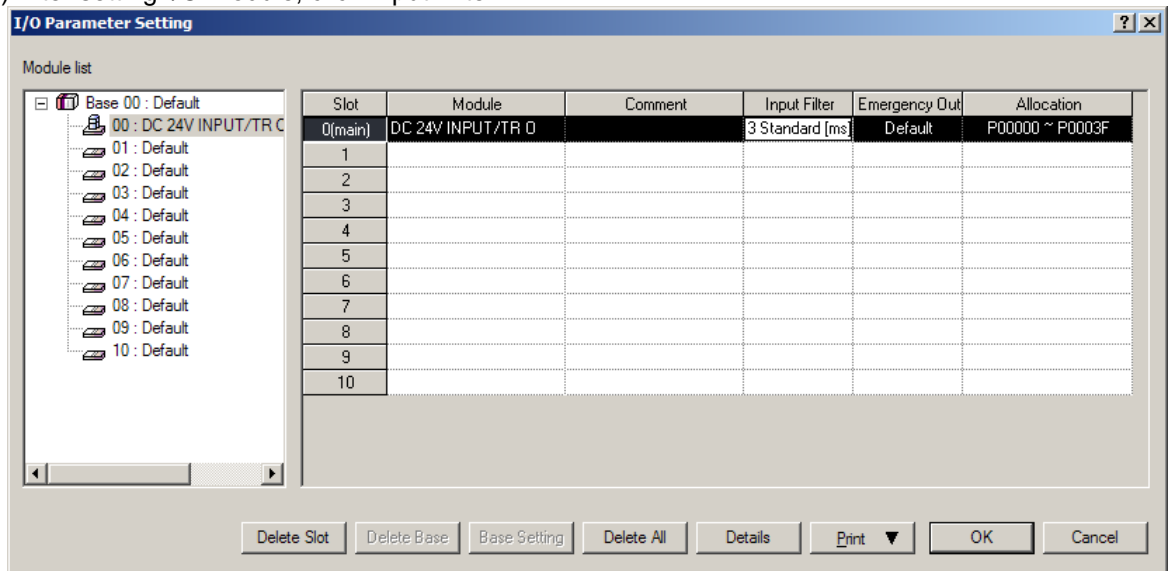 I/O Parameter Setting
Module list
Base 00 : Default
00 : DC 24V INPUT/TR O
01 : Default
02 : Default
03 : Default
04 : Default
05 : Default
06 : Default
07 : Default
08 : Default
09 : Default
10 : Default
Slot Module Comment Input Filter Emergency Out Allocation
0(main) DC 24V INPUT/TR O 3 Standard [ms] Default P00000 ~ P0003F
1
2
3
4
5
6
7
8
9
10
Delete Slot Delete Base Base Setting Delete All Details Print ▼ OK Cancel